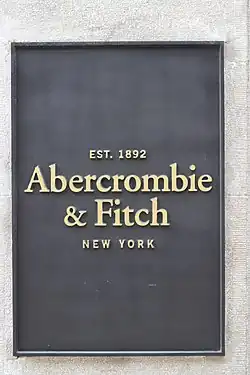 EST. 1892
Abercrombie
& Fitch
NEW YORK